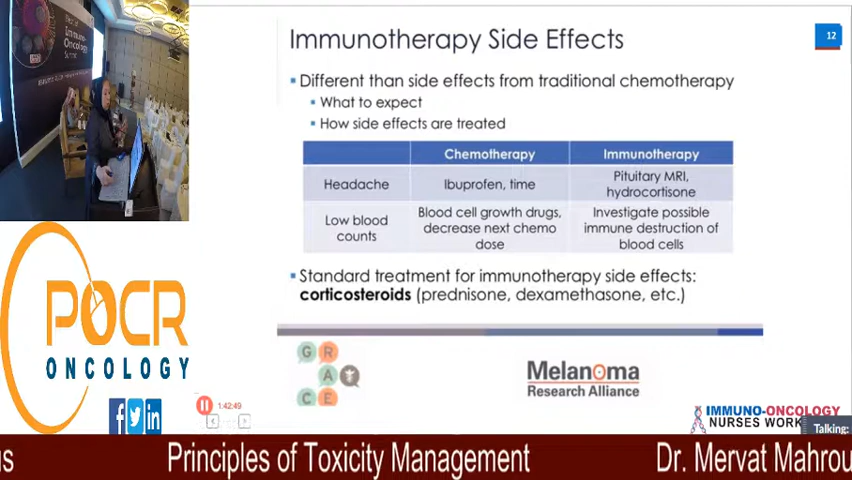 Immuno-
Oncology
Immunotherapy Side Effects
12
Different than side effects from traditional chemotherapy
What to expect
How side effects are treated
Chemotherapy Immunotherapy
Headache Ibuprofen, time Pituitary MRI, hydrocortisone
Low blood counts Blood cell growth drugs, decrease next chemo dose Investigate possible immune destruction of blood cells
Standard treatment for immunotherapy side effects:
corticosteroids (prednisone, dexamethasone, etc.)
POCR
ONCOLOGY
G R
A
C E
Melanoma
Research Alliance
1:42:49
IMMUNO-ONCOLOGY
NURSES WORK
Talking:
us Principles of Toxicity Management Dr. Mervat Mahrou